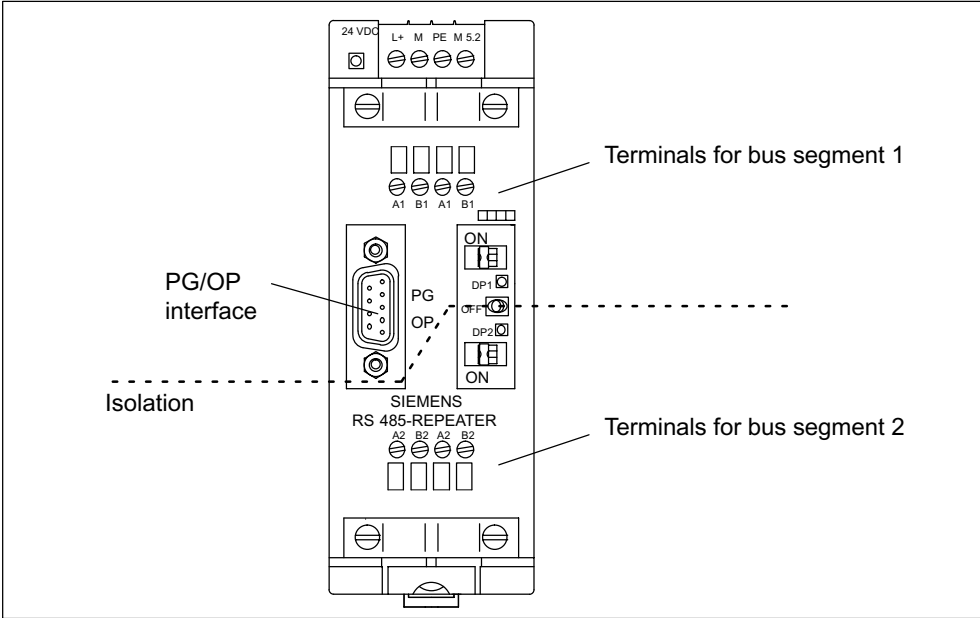 24 VDC
L+ M PE M 5.2
Terminals for bus segment 1
A1 B1 A1 B1
ON
DP1
PG/OP
interface
PG
OP
OFF
DP2
ON
Isolation
SIEMENS
RS 485-REPEATER
A2 B2 A2 B2
Terminals for bus segment 2